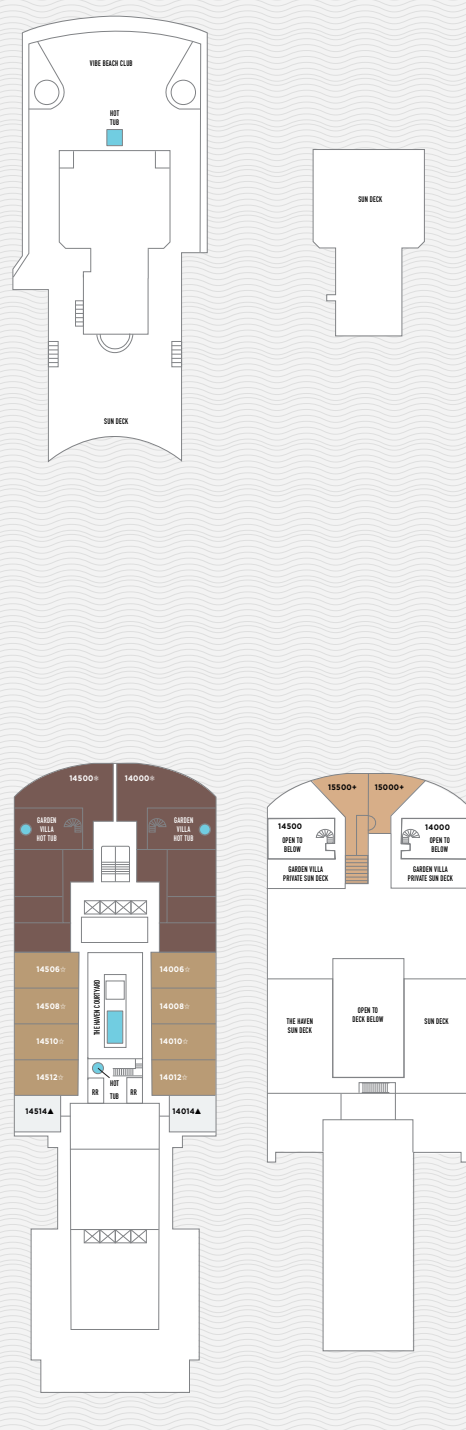 VIBE BEACH CLUB
HOT
TUB
SUN DECK
SUN DECK
14500※ 14000※
GARDEN
VILLA
HOT TUB
GARDEN
VILLA
HOT TUB
14506☆ 14006☆
14508☆ 14008☆
14510☆ 14010☆
14512☆ 14012☆
THE HAVEN COURTYARD
HOT
TUB
RR RR
14514▲ 14014▲
15500+ 15000+
14500
OPEN TO
BELOW
14000
OPEN TO
BELOW
GARDEN VILLA
PRIVATE SUN DECK
GARDEN VILLA
PRIVATE SUN DECK
THE HAVEN
SUN DECK
OPEN TO
DECK BELOW
SUN DECK